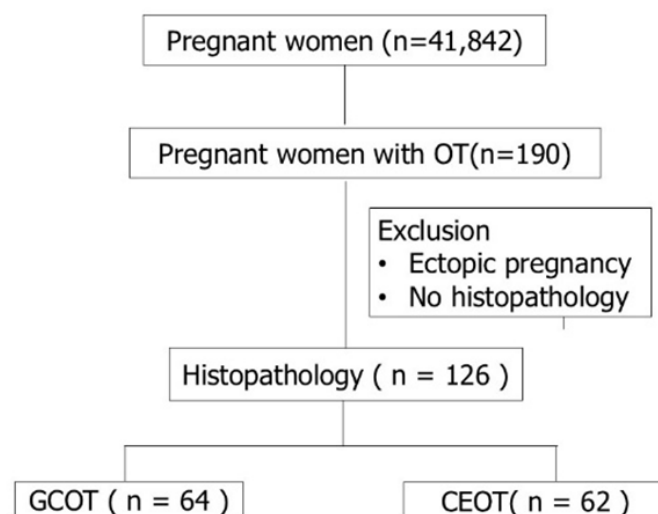 Pregnant women (n=41,842)
Pregnant women with OT(n=190)
Exclusion
• Ectopic pregnancy
• No histopathology
Histopathology ( n = 126 )
GCOT ( n = 64 )
CEOT( n = 62 )